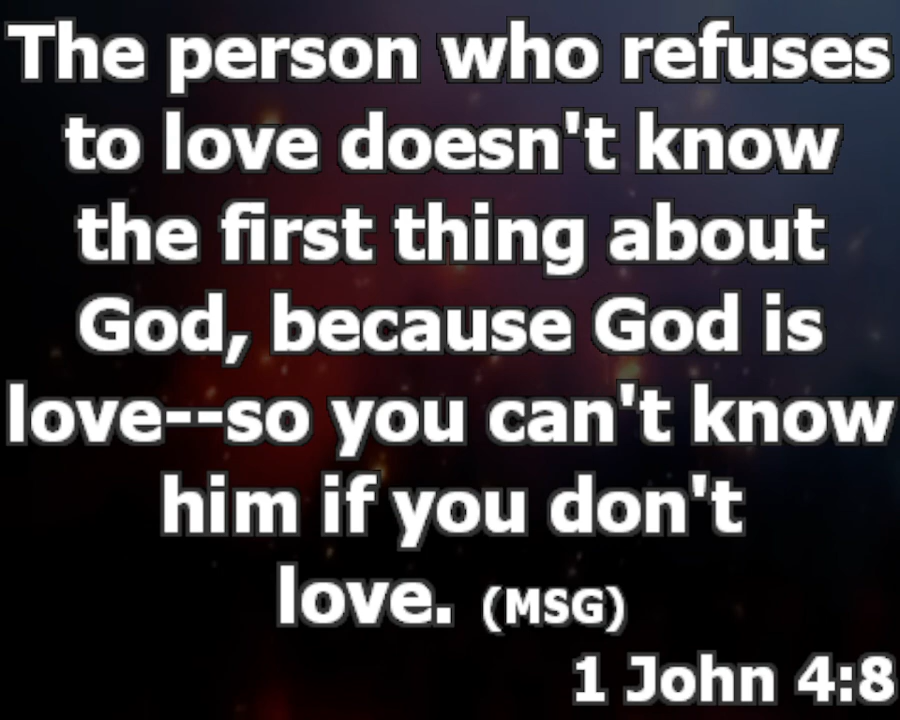 The person who refuses
to love doesn't know
the first thing about
God, because God is
love--so you can't know
him if you don't
love. (MSG)
1 John 4:8